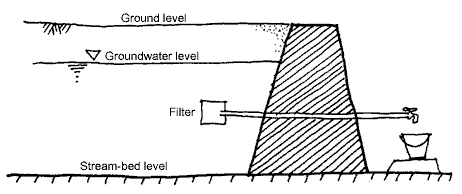 Ground level
Groundwater level
Filter
Stream-bed level